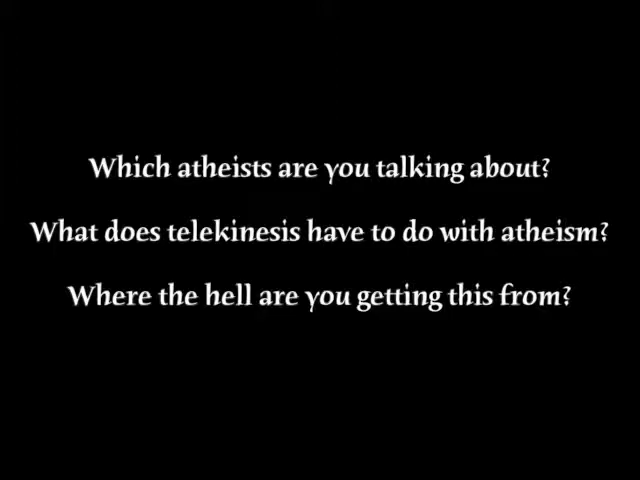 Which atheists are you talking about?
What does telekinesis have to do with atheism?
Where the hell are you getting this from?